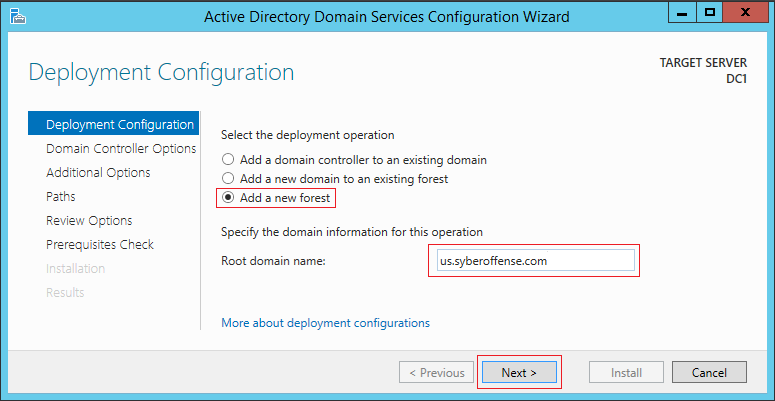 Active Directory Domain Services Configuration Wizard
Deployment Configuration
TARGET SERVER
DC1
Deployment Configuration
Domain Controller Options
Additional Options
Paths
Review Options
Prerequisites Check
Installation
Results
Select the deployment operation
Add a domain controller to an existing domain
Add a new domain to an existing forest
Add a new forest
Specify the domain information for this operation
Root domain name:
us.syberoffense.com
More about deployment configurations
< Previous
Next >
Install
Cancel